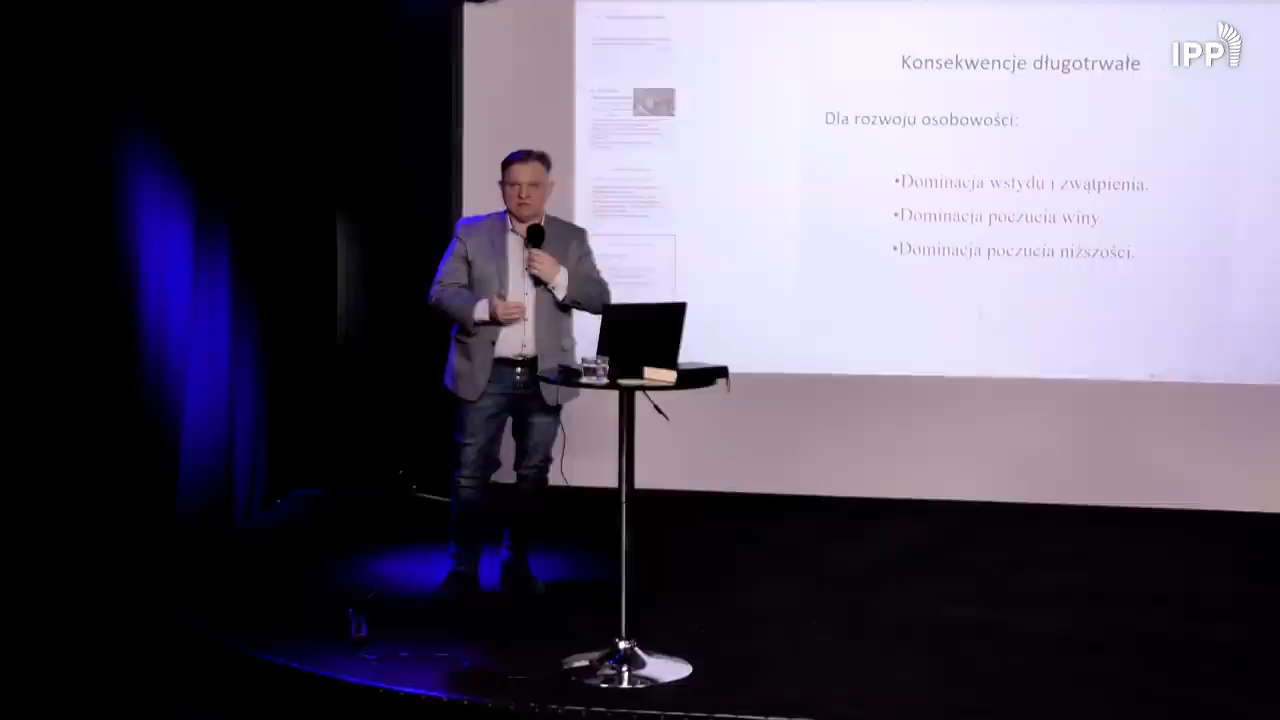 IPP
Konsekwencje długotrwałe
Dla rozwoju osobowości:
•Dominacja wstydu i zwątpienia.
•Dominacja poczucia winy.
•Dominacja poczucia niższości.